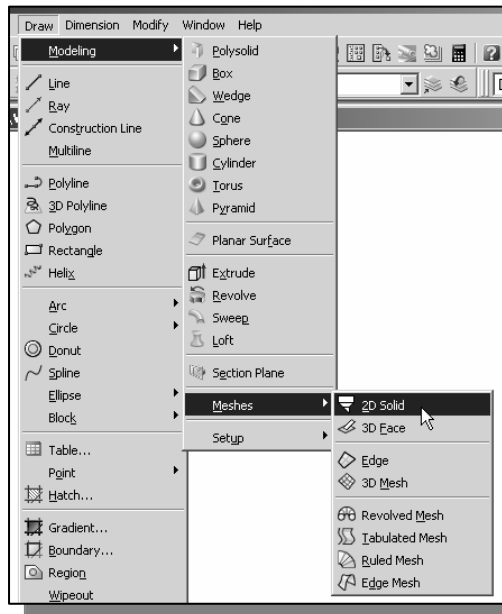 Draw Dimension Modify Window Help
Modeling
Line
Ray
Construction Line
Multiline
Polyline
3D Polyline
Polygon
Rectangle
Helix
Arc
Circle
Donut
Spline
Ellipse
Block
Table...
Point
Hatch...
Gradient...
Boundary...
Region
Wipeout
Polysolid
Box
Wedge
Cone
Sphere
Cylinder
Torus
Pyramid
Planar Surface
Extrude
Revolve
Sweep
Loft
Section Plane
Meshes
Setup
2D Solid
3D Face
Edge
3D Mesh
Revolved Mesh
Tabulated Mesh
Ruled Mesh
Edge Mesh